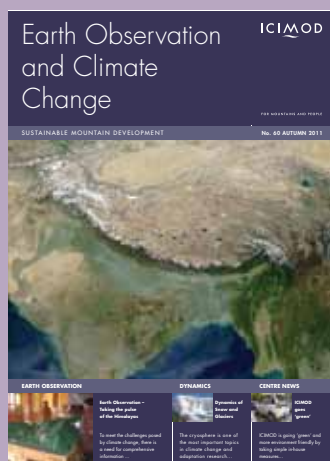 Earth Observation
and Climate
Change
ICIMOD
FOR MOUNTAINS AND PEOPLE
SUSTAINABLE MOUNTAIN DEVELOPMENT
No. 60 AUTUMN 2011
EARTH OBSERVATION
Earth Observation –
Taking the pulse
of the Himalayas
To meet the challenges posed
by climate change, there is
a need for comprehensive
information...
DYNAMICS
Dynamics of
Snow and
Glaciers
The cryosphere is one of
the most important topics
in climate change and
adaptation research...
CENTRE NEWS
ICIMOD
goes
'green'
ICIMOD is going 'green' and
more environment friendly by
taking simple in-house
measures...